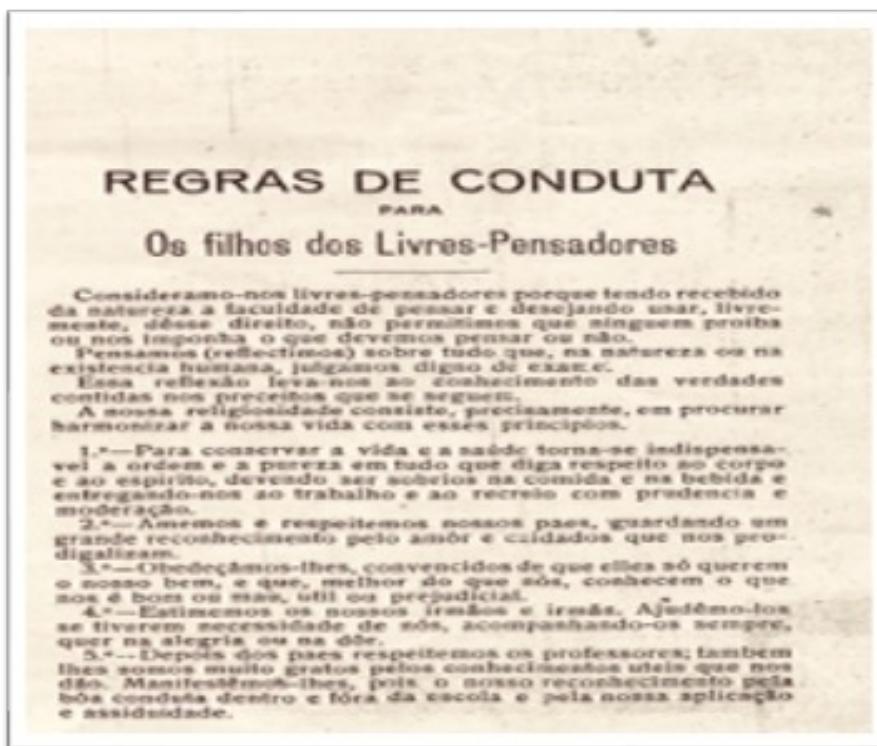 REGRAS DE CONDUTA
PARA
Os filhos dos Livres-Pensadores
Consideramo-nos livres-pensadores porque tendo recebido
da natureza a faculdade de pensar e desejando usar, livre-
mente, dêsse direito, não permitimos que ninguem proiba
ou nos imponha o que devemos pensar ou não.
Pensamos (reflectimos) sobre tudo que, na natureza ou na
existencia humana, julgamos digno de exame.
Essa reflexão leva-nos ao conhecimento das verdades
contidas nos preceitos que se seguem.
A nossa religiosidade consiste, precisamente, em procurar
harmonizar a nossa vida com esses principios.
1.º—Para conservar a vida e a saúde torna-se indispensa-
vel a ordem e a pureza em tudo que diga respeito ao corpo
e ao espirito, devendo ser sobrios na comida e na bebida e
entregando-nos ao trabalho e ao recreio com prudencia e
moderação.
2.º—Amemos e respeitemos nossos paes, guardando um
grande reconhecimento pelo amôr e cuidados que nos pro-
digalizam.
3.º—Obedeçâmos-lhes, convencidos de que elles só querem
o nosso bem, e que, melhor do que nós, conhecem o que
nos é bom ou mau, util ou prejudicial.
4.º—Estimemos os nossos irmãos e irmãs. Ajudêmo-los
se tiverem necessidade de nós, acompanhando-os sempre,
quer na alegria ou na dôr.
5.º—Depois dos paes respeitemos os professores; tambem
lhes somos muito gratos pelos conhecimentos uteis que nos
dão. Manifestêmos-lhes, pois, o nosso reconhecimento pela
bôa conduta dentro e fóra da escola e pela nossa aplicação
e assiduidade.